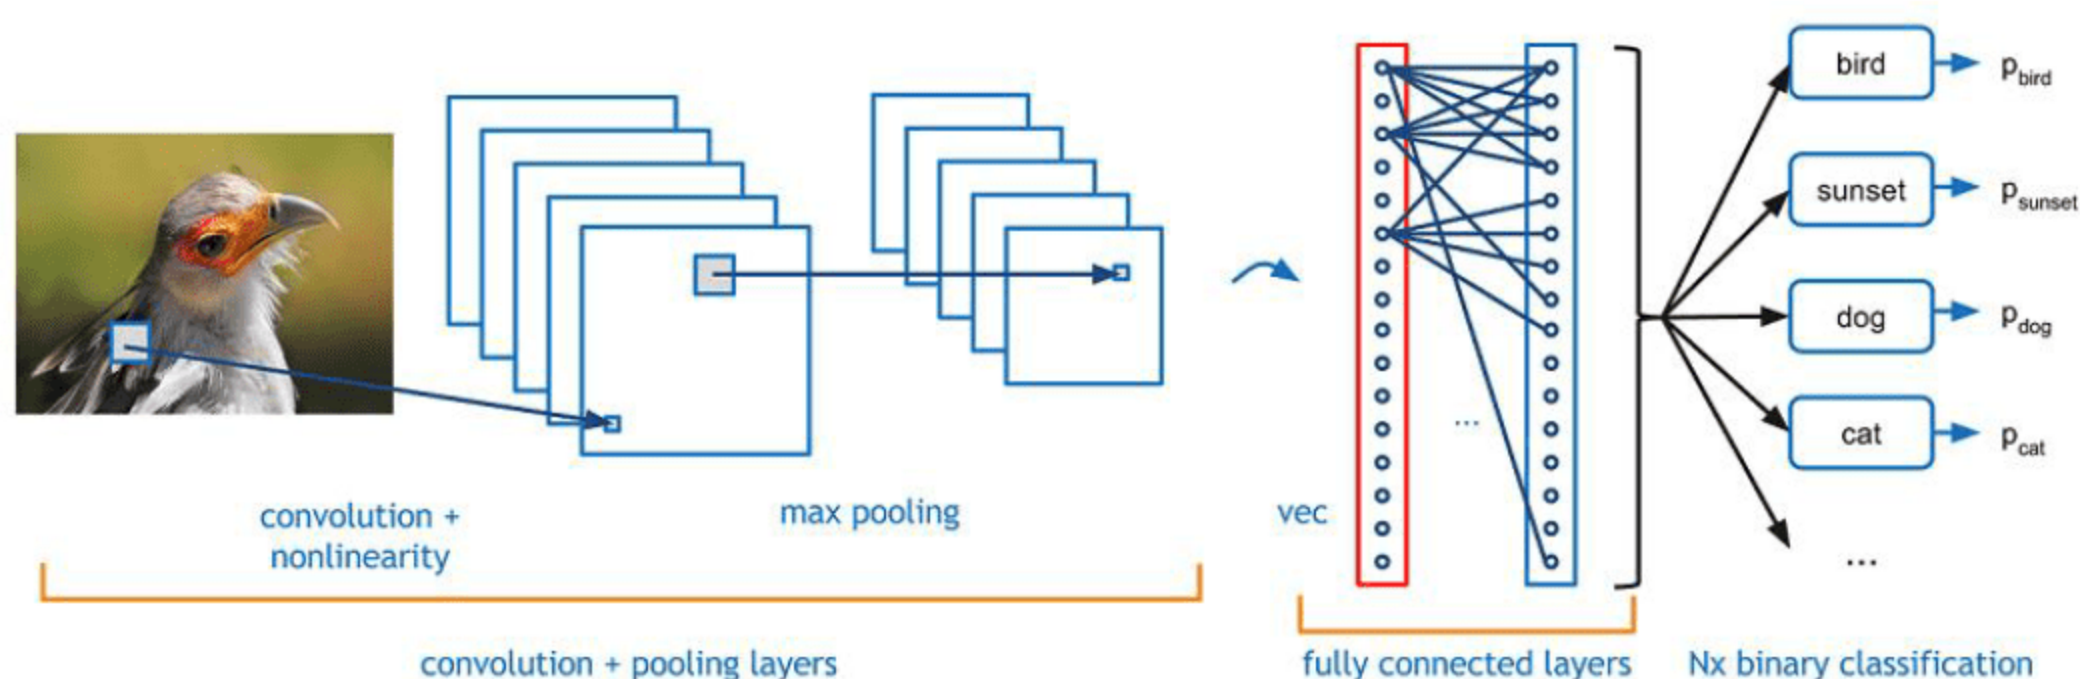 convolution +
nonlinearity
max pooling
vec
convolution + pooling layers
fully connected layers
Nx binary classification
bird
p_bird
sunset
p_sunset
dog
p_dog
cat
p_cat
...
...